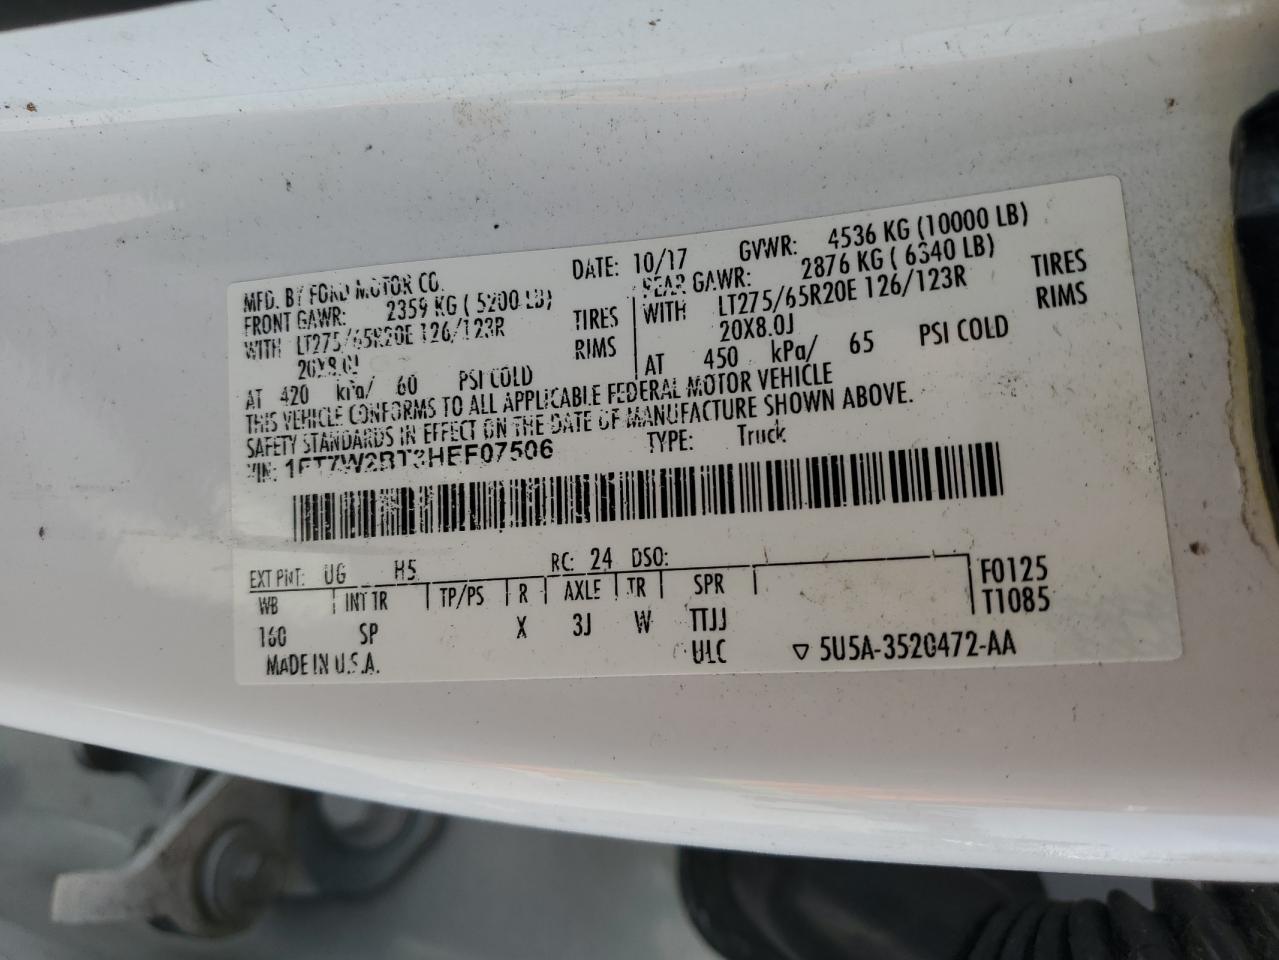 MFD. BY FORD MOTOR CO. DATE: 10/17 GVWR: 4536 KG (10000 LB)
FRONT GAWR: 2359 KG ( 5200 LB) REAR GAWR: 2876 KG ( 6340 LB)
WITH LT275/65R20E 126/123R TIRES WITH LT275/65R20E 126/123R TIRES
20X8.0J RIMS 20X8.0J RIMS
AT 420 kPa/ 60 PSI COLD AT 450 kPa/ 65 PSI COLD
THIS VEHICLE CONFORMS TO ALL APPLICABLE FEDERAL MOTOR VEHICLE
SAFETY STANDARDS IN EFFECT ON THE DATE OF MANUFACTURE SHOWN ABOVE.
VIN: 1FT7W2BT3HEF07506 TYPE: Truck
EXT PNT: UG H5 RC: 24 DSO:
WB INT TR TP/PS R AXLE TR SPR F0125
160 SP X 3J W TTJJ T1085
MADE IN U.S.A. ULC ▽ 5U5A-3520472-AA